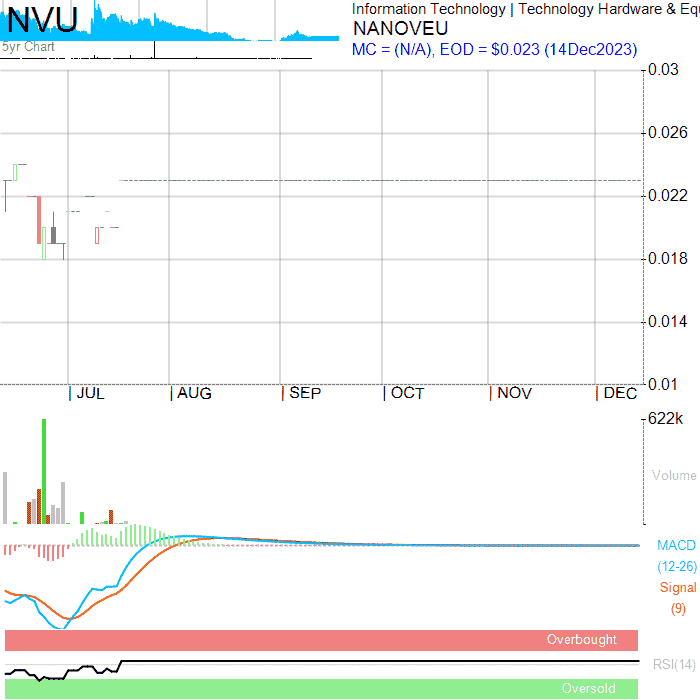 NVU
5yr Chart
Information Technology | Technology Hardware & Equ
NANOVEU
MC = (N/A), EOD = $0.023 (14Dec2023)
0.03
0.026
0.022
0.018
0.014
0.01
JUL AUG SEP OCT NOV DEC
622k
Volume
MACD
(12-26)
Signal
(9)
Overbought
RSI(14)
Oversold